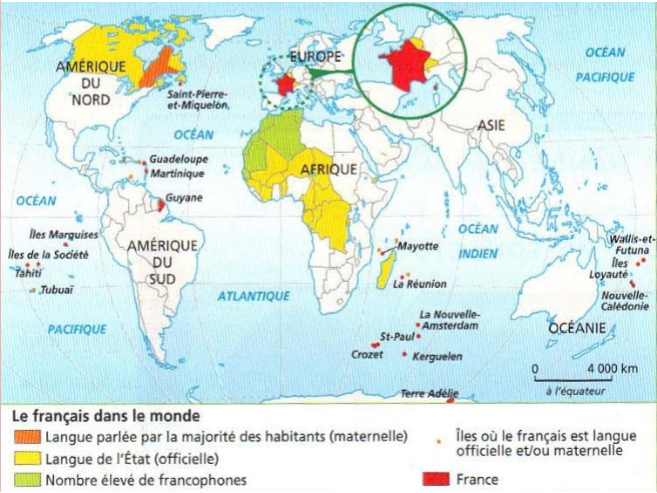 OCÉAN
PACIFIQUE
EUROPE
AMÉRIQUE
DU
NORD
Saint-Pierre-
et-Miquelon
ASIE
OCÉAN
Guadeloupe
Martinique
AFRIQUE
Guyane
OCÉAN
Îles Marquises
Îles de la Société
Tahiti
Tubuaï
AMÉRIQUE
DU
SUD
OCÉAN
INDIEN
Mayotte
La Réunion
Wallis-et-
Futuna
Îles
Loyauté
Nouvelle-
Calédonie
ATLANTIQUE
PACIFIQUE
La Nouvelle-
Amsterdam
St-Paul
Crozet
Kerguelen
OCÉANIE
0 4 000 km
à l'équateur
Terre Adélie
Le français dans le monde
Langue parlée par la majorité des habitants (maternelle)
Langue de l'État (officielle)
Nombre élevé de francophones
Îles où le français est langue
officielle et/ou maternelle
France